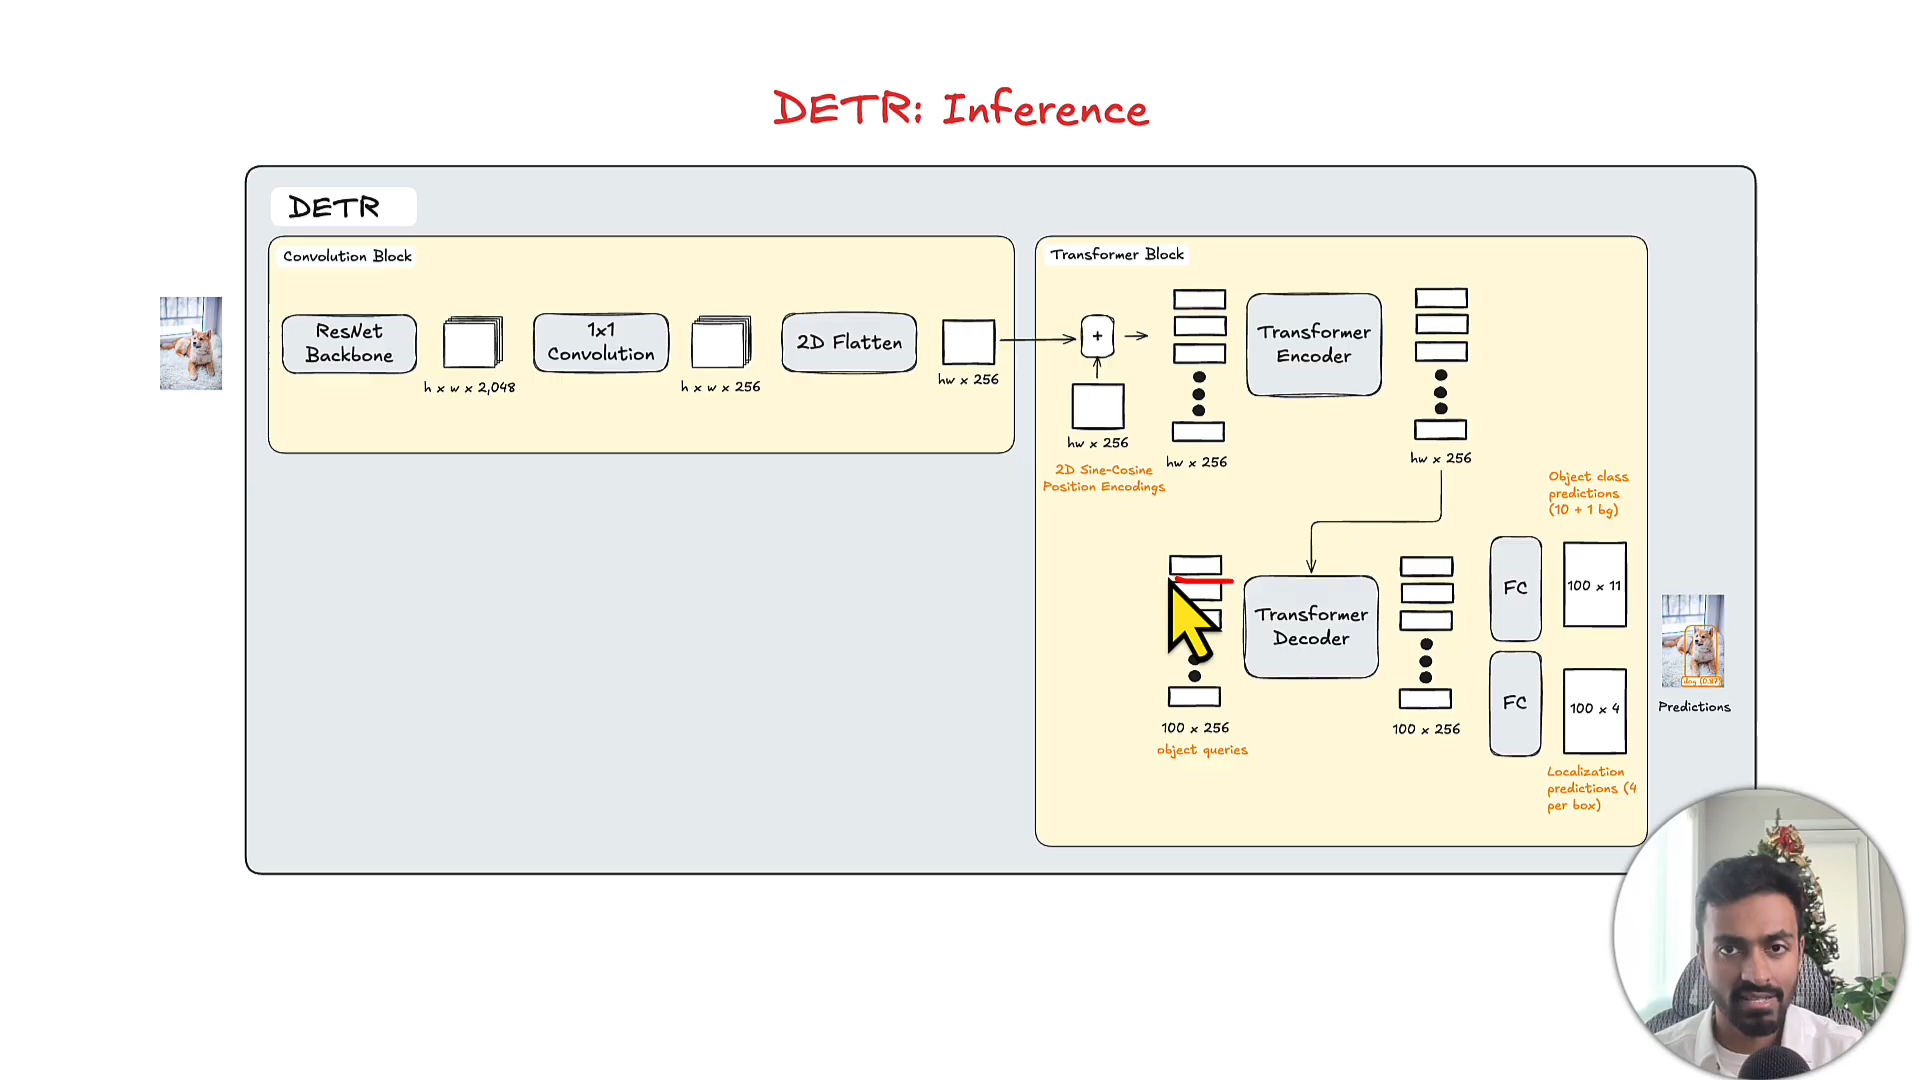 DETR: Inference
DETR
Convolution Block
ResNet
Backbone
h x w x 2,048
1x1
Convolution
h x w x 256
2D Flatten
hw x 256
Transformer Block
+
hw x 256
2D Sine-Cosine
Position Encodings
hw x 256
Transformer
Encoder
hw x 256
100 x 256
object queries
Transformer
Decoder
100 x 256
FC
FC
Object class
predictions
(10 + 1 bg)
100 x 11
100 x 4
Localization
predictions (4
per box)
dog (0.87)
Predictions